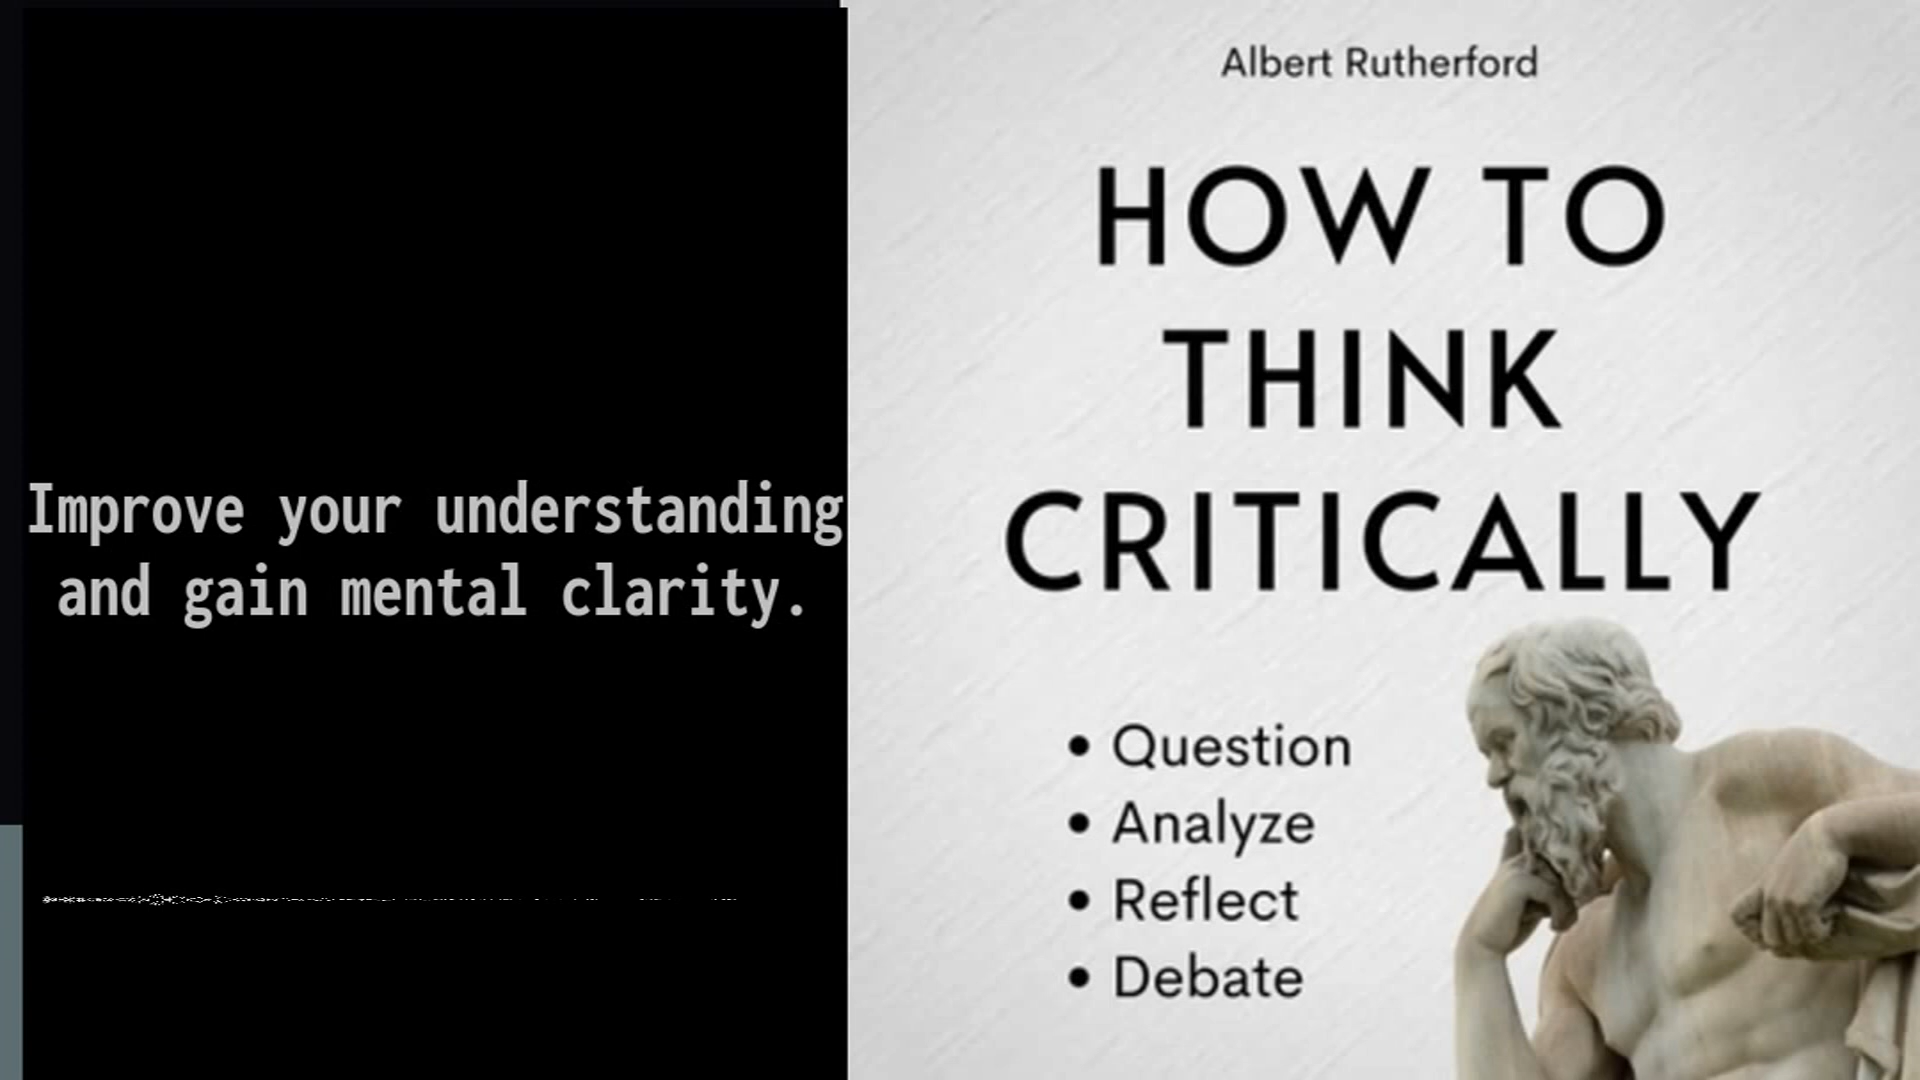 Improve your understanding
and gain mental clarity.
Albert Rutherford
HOW TO
THINK
CRITICALLY
• Question
• Analyze
• Reflect
• Debate